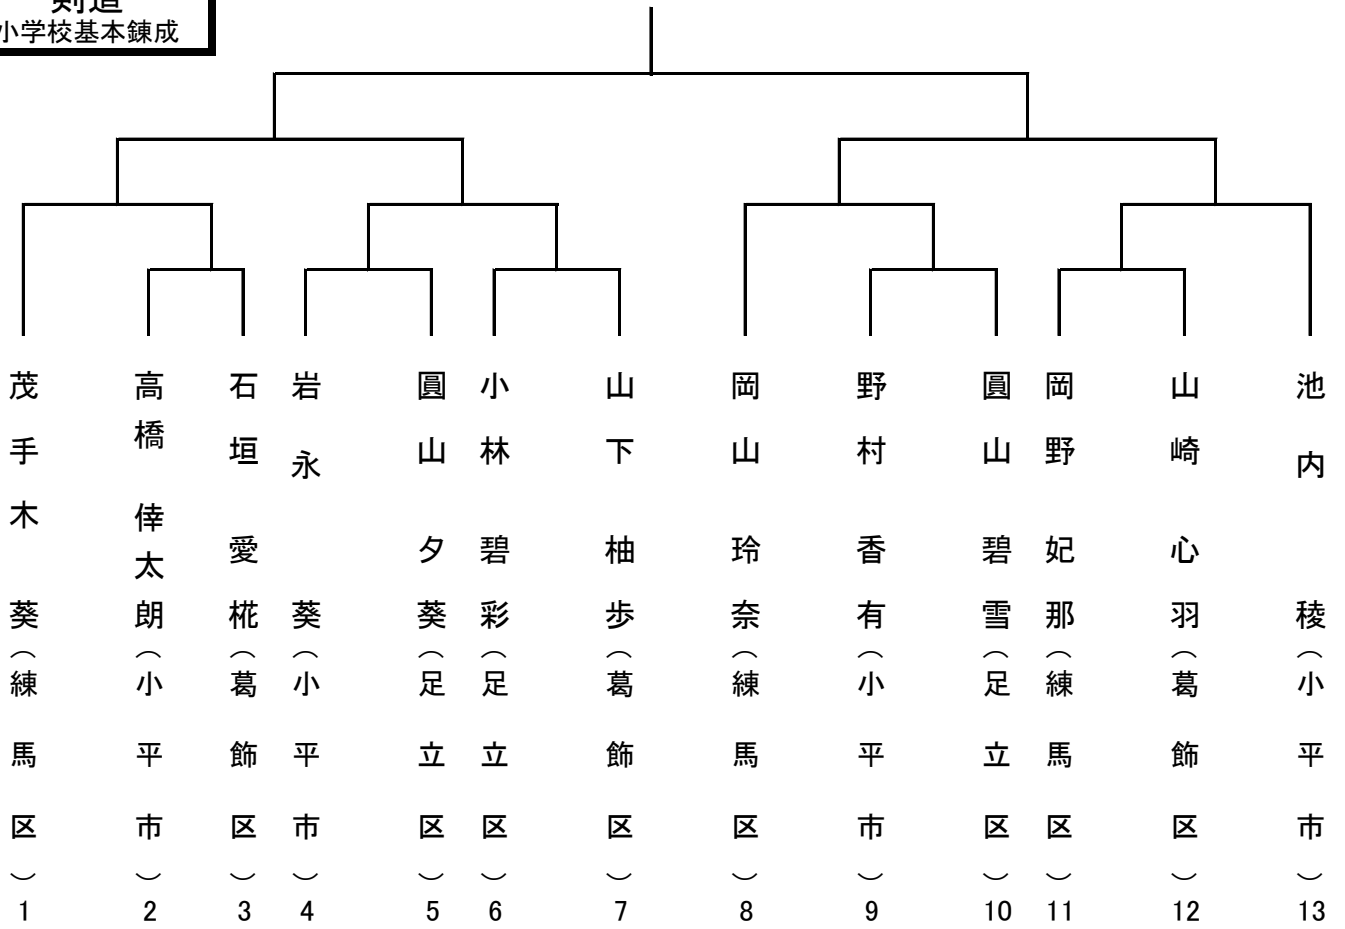 剣道
小学校基本錬成
茂手木 葵（練馬区）
1
高橋 倖太朗（小平市）
2
石垣 愛椛（葛飾区）
3
岩永 葵（小平市）
4
圓山 夕葵（足立区）
5
小林 碧彩（足立区）
6
山下 柚歩（葛飾区）
7
岡山 玲奈（練馬区）
8
野村 香有（小平市）
9
圓山 碧雪（足立区）
10
岡野 妃那（練馬区）
11
山崎 心羽（葛飾区）
12
池内 稜（小平市）
13